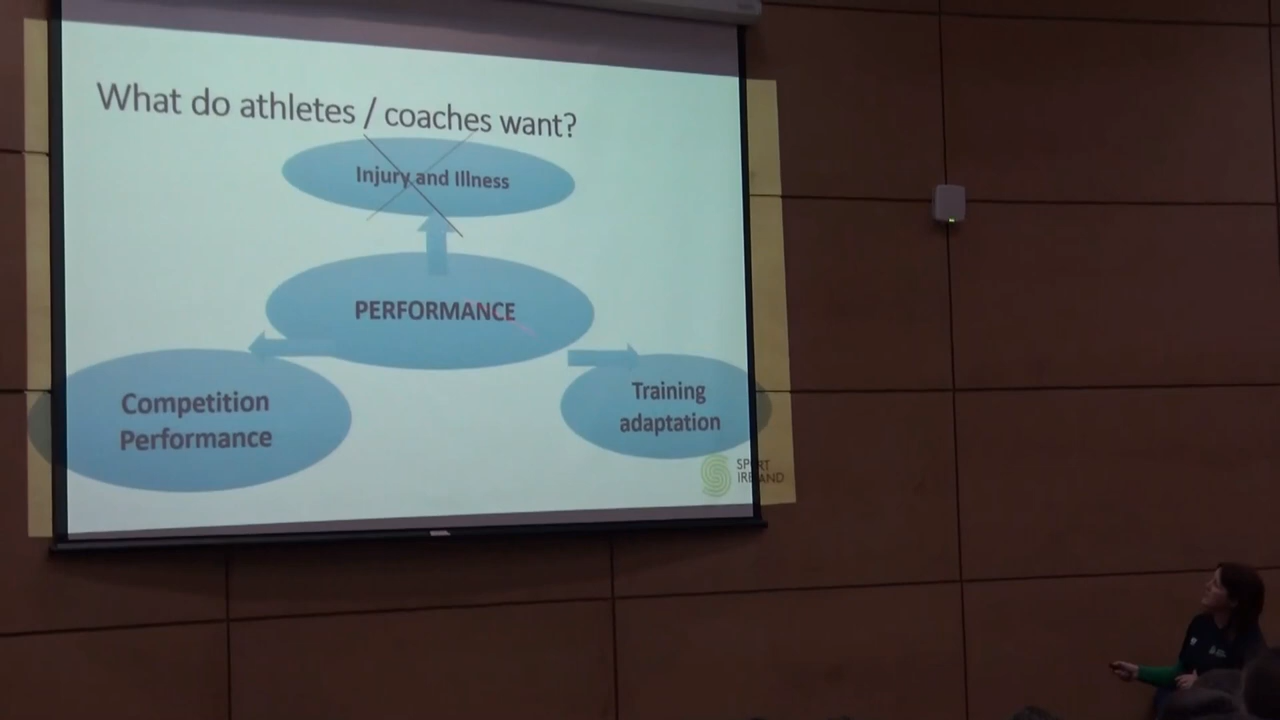 What do athletes / coaches want?
Injury and Illness
PERFORMANCE
Competition
Performance
Training
adaptation
SPORT
IRELAND